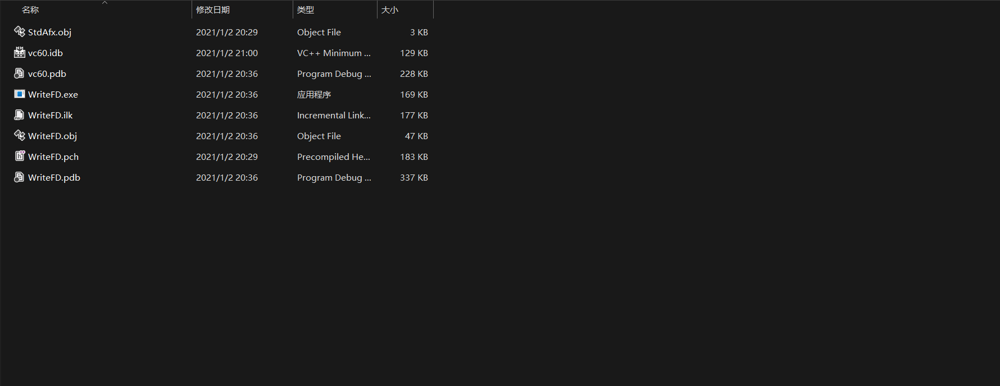 名称 修改日期 类型 大小
StdAfx.obj 2021/1/2 20:29 Object File 3 KB
vc60.idb 2021/1/2 21:00 VC++ Minimum ... 129 KB
vc60.pdb 2021/1/2 20:36 Program Debug ... 228 KB
WriteFD.exe 2021/1/2 20:36 应用程序 169 KB
WriteFD.ilk 2021/1/2 20:36 Incremental Link... 177 KB
WriteFD.obj 2021/1/2 20:36 Object File 47 KB
WriteFD.pch 2021/1/2 20:29 Precompiled He... 183 KB
WriteFD.pdb 2021/1/2 20:36 Program Debug ... 337 KB